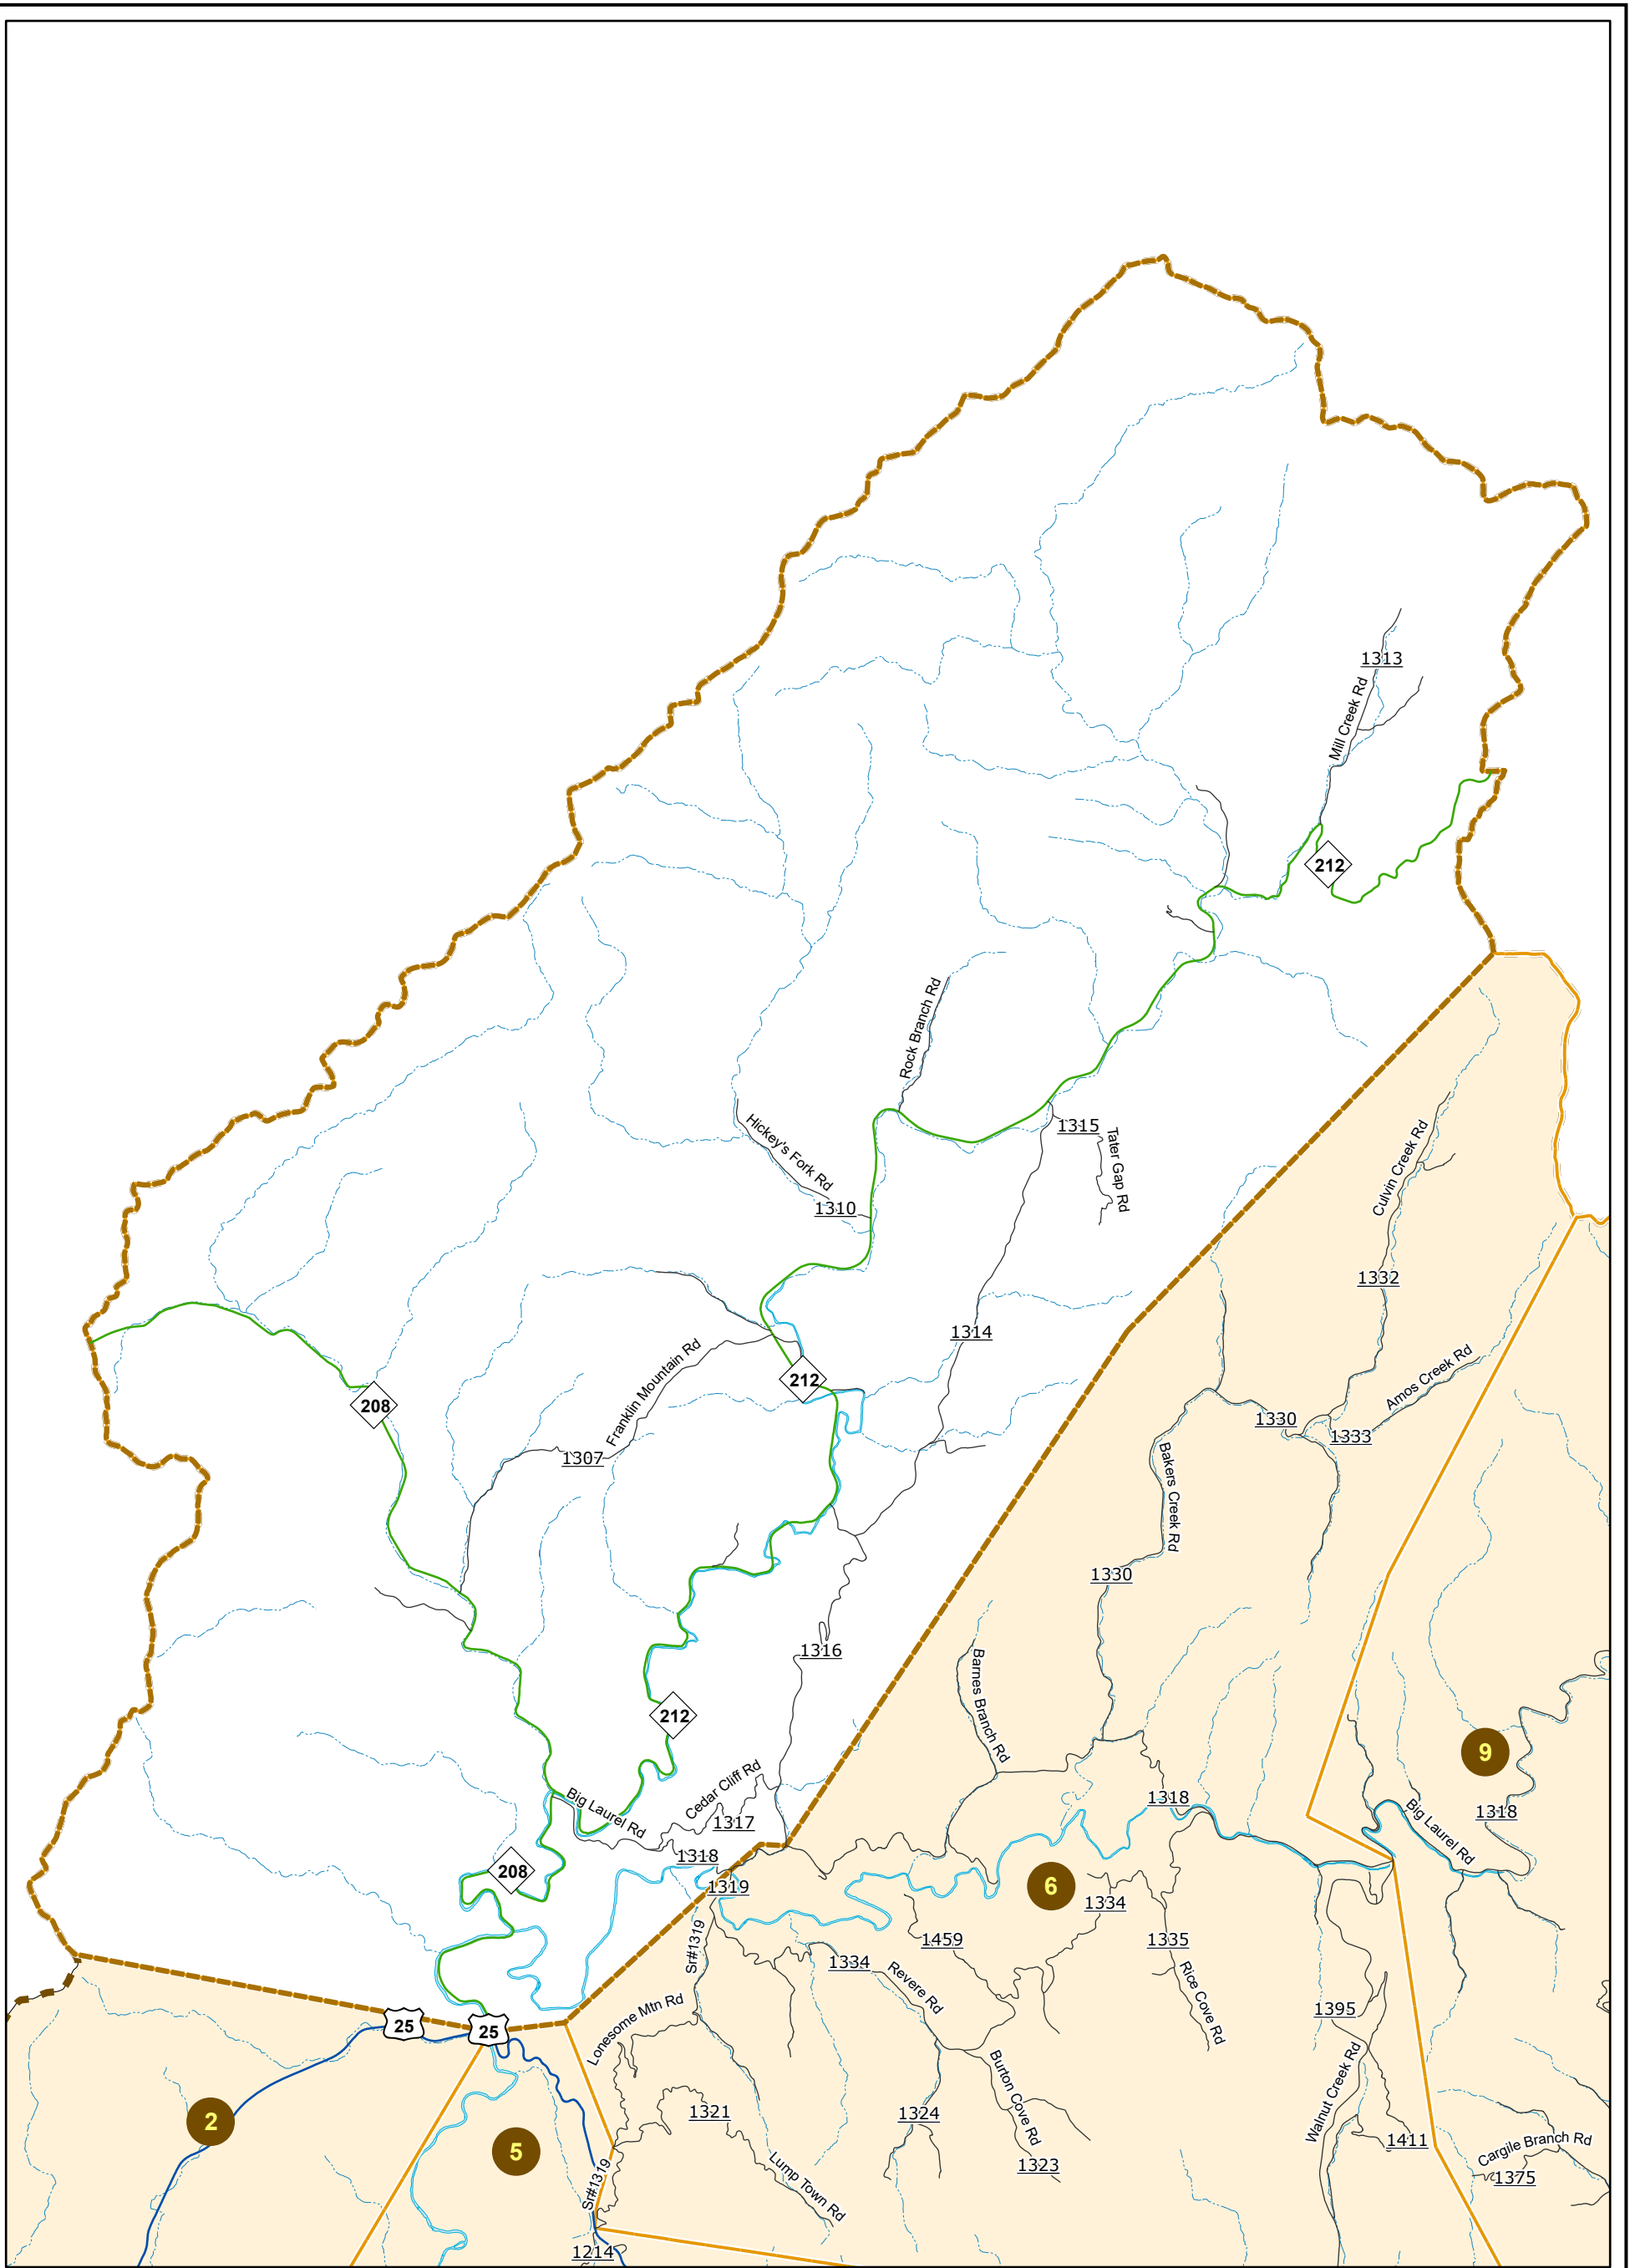 1313
Mill Creek Rd
212
Rock Branch Rd
1315
Tater Gap Rd
Hickey's Fork Rd
1310
Culvin Creek Rd
1332
1314
Franklin Mountain Rd
212
208
Amos Creek Rd
1330
1333
1307
Bakers Creek Rd
1330
1316
Barnes Branch Rd
212
9
Cedar Cliff Rd
Big Laurel Rd
1317
1318
1318
Big Laurel Rd
1318
208
1319
6
1334
Sr#1319
1459
1335
1334
Revere Rd
Rice Cove Rd
Lonesome Mtn Rd
1395
25
25
Burton Cove Rd
Walnut Creek Rd
2
1321
1324
5
1411
Cargile Branch Rd
1323
1375
Lump Town Rd
Sr#1319
1214